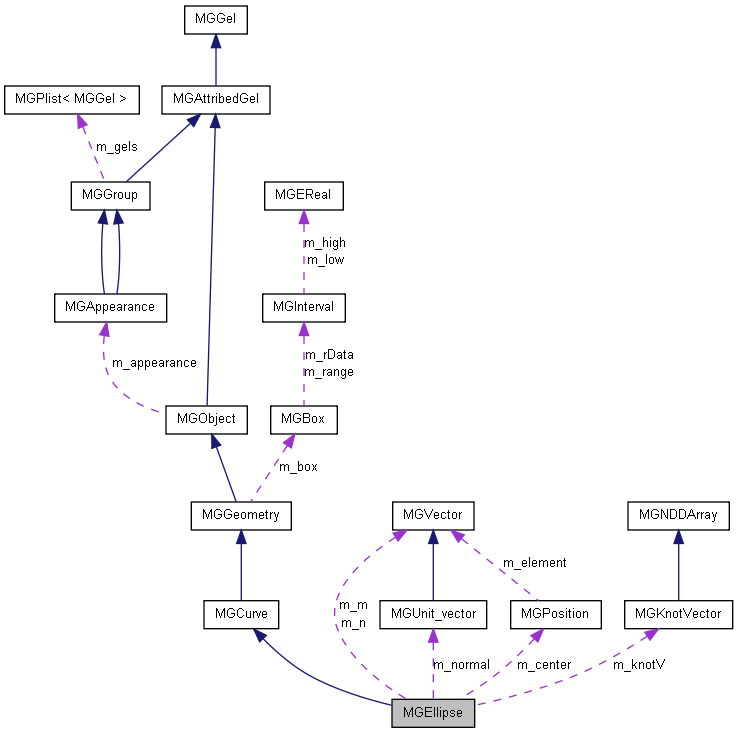 MGGel
MGPlist< MGGel >
MGAttribedGel
m_gels
MGGroup
MGEReal
m_high
m_low
MGAppearance
MGInterval
m_appearance
m_rData
m_range
MGObject
MGBox
m_box
MGGeometry
MGVector
MGNDDArray
m_element
MGCurve
m_m
m_n
MGUnit_vector
MGPosition
MGKnotVector
m_normal
m_center
m_knotV
MGEllipse